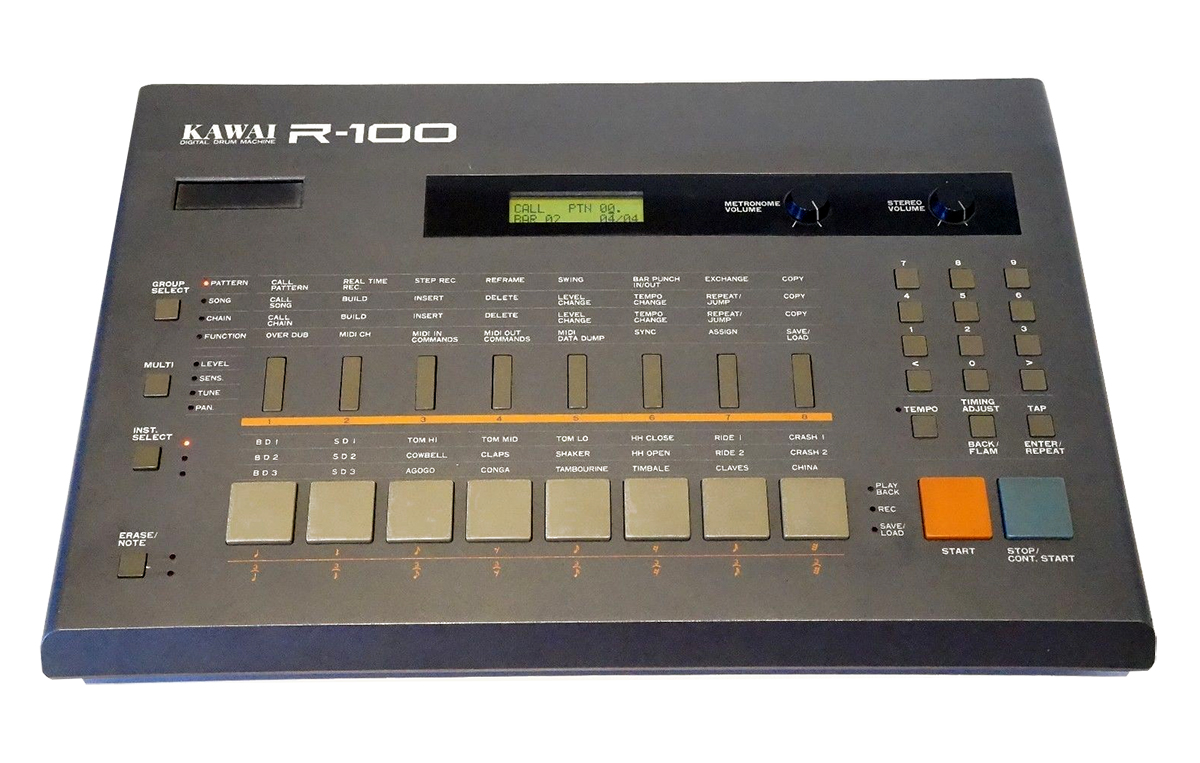 KAWAI R-100
DIGITAL DRUM MACHINE
CALL PTN 00.
BAR 02 04/04
METRONOME VOLUME
STEREO VOLUME
GROUP SELECT
PATTERN CALL PATTERN REAL TIME REC. STEP REC. REFRAME SWING BAR PUNCH IN/OUT EXCHANGE COPY
SONG CALL SONG BUILD INSERT DELETE LEVEL CHANGE TEMPO CHANGE REPEAT/JUMP COPY
CHAIN CALL CHAIN BUILD INSERT DELETE LEVEL CHANGE TEMPO CHANGE REPEAT/JUMP COPY
FUNCTION OVER DUB MIDI CH MIDI IN COMMANDS MIDI OUT COMMANDS MIDI DATA DUMP SYNC ASSIGN SAVE/LOAD
MULTI
LEVEL
SENS.
TUNE
PAN.
1 2 3 4 5 6 7 8
INST. SELECT
BD1 SD1 TOM HI TOM MID TOM LO HH CLOSE RIDE 1 CRASH 1
BD2 SD2 COWBELL CLAPS SHAKER HH OPEN RIDE 2 CRASH 2
BD3 SD3 AGOGO CONGA TAMBOURINE TIMBALE CLAVES CHINA
ERASE/NOTE
7 8 9
4 5 6
1 2 3
< 0 >
TEMPO
TIMING ADJUST
TAP
BACK/FLAM
ENTER/REPEAT
PLAY BACK
REC
SAVE/LOAD
START
STOP/CONT. START